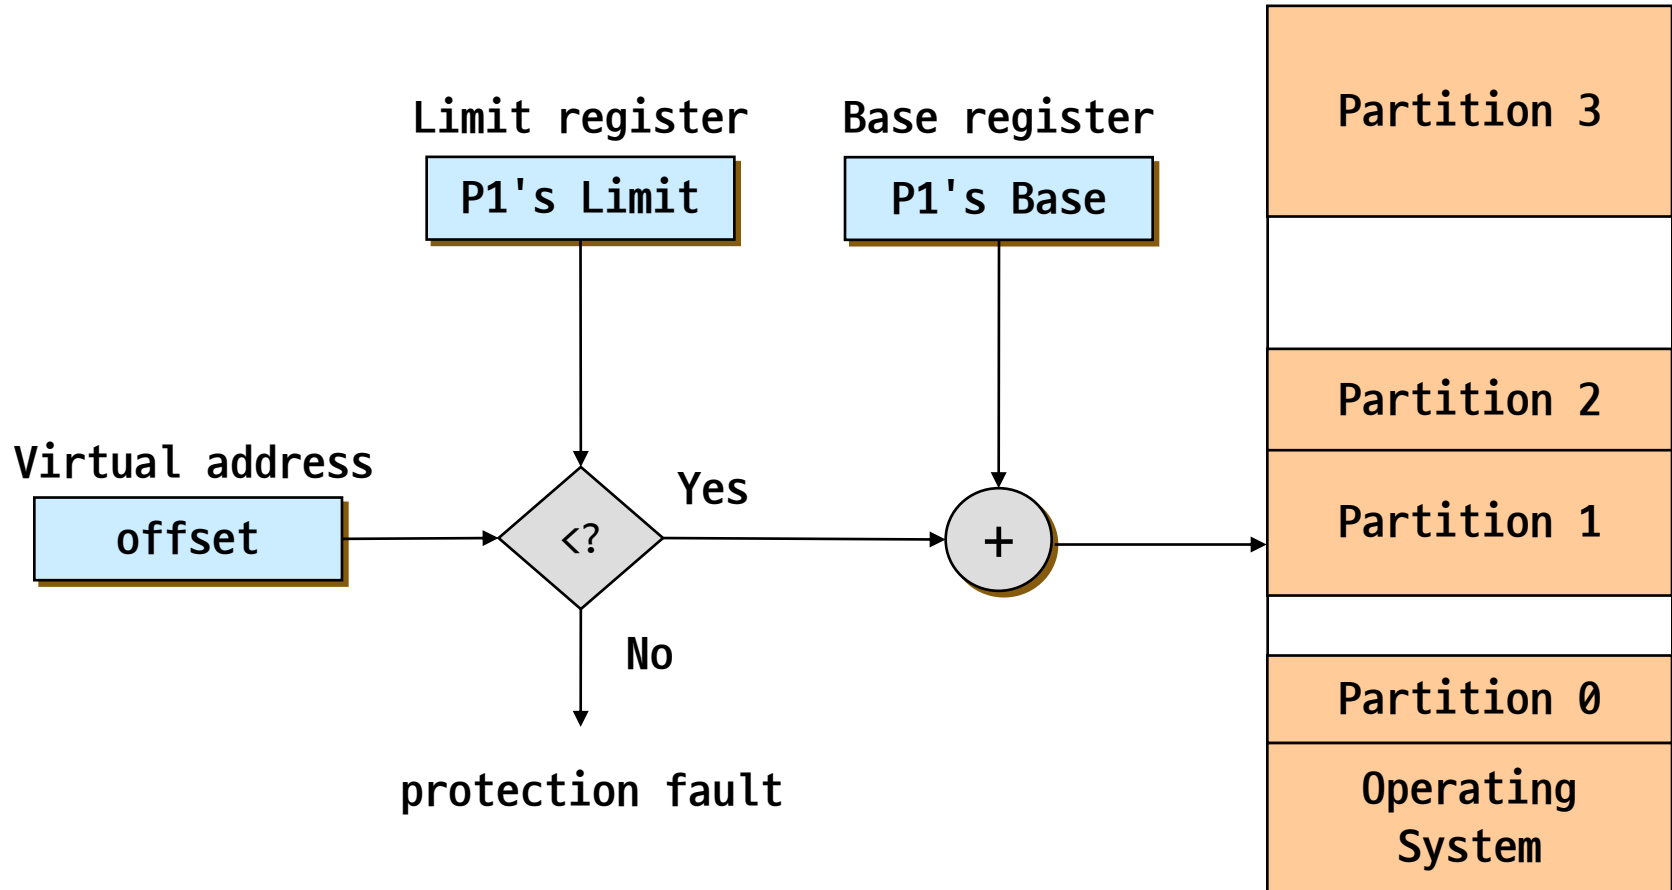 Limit register
P1's Limit
Base register
P1's Base
Virtual address
offset
<?
Yes
No
protection fault
+
Partition 3
Partition 2
Partition 1
Partition 0
Operating
System